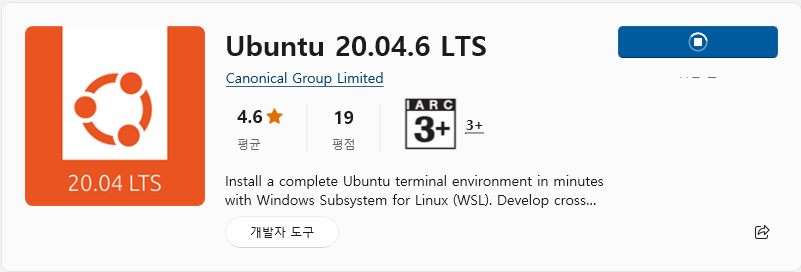 Ubuntu 20.04.6 LTS
Canonical Group Limited
4.6
평균
19
평점
IARC
3+
3+
20.04 LTS
Install a complete Ubuntu terminal environment in minutes
with Windows Subsystem for Linux (WSL). Develop cross...
개발자 도구